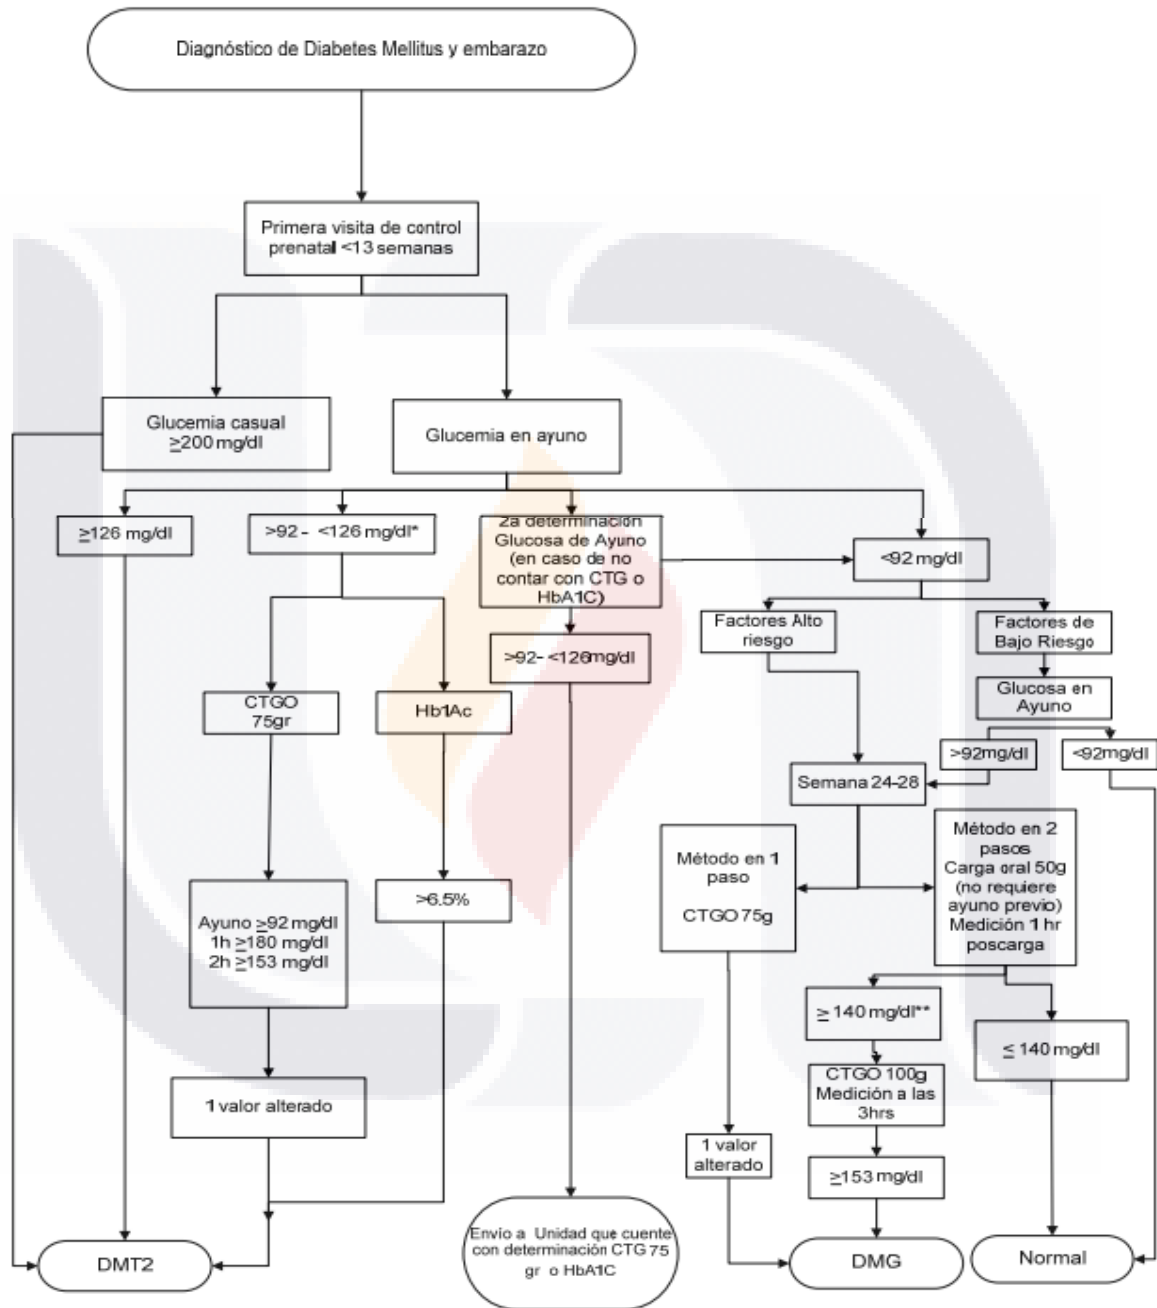 Diagnóstico de Diabetes Mellitus y embarazo
Primera visita de control
prenatal <13 semanas
Glucemia casual
≥200 mg/dl
Glucemia en ayuno
≥126 mg/dl
>92 - <126 mg/dl*
2a determinación
Glucosa de Ayuno
(en caso de no
contar con CTG o
HbA1C)
<92 mg/dl
>92- <126mg/dl
Factores Alto
riesgo
Factores de
Bajo Riesgo
CTGO
75gr
Hb1Ac
Glucosa en
Ayuno
>92mg/dl
<92mg/dl
Semana 24-28
Método en 1
paso
CTGO 75g
Método en 2
pasos
Carga oral 50g
(no requiere
ayuno previo)
Medición 1 hr
poscarga
Ayuno ≥92 mg/dl
1h ≥180 mg/dl
2h ≥153 mg/dl
>6.5%
≥ 140 mg/dl**
≤ 140 mg/dl
CTGO 100g
Medición a las
3hrs
1 valor alterado
1 valor
alterado
≥153 mg/dl
DMT2
Envío a Unidad que cuente
con determinación CTG 75
gr o HbA1C
DMG
Normal